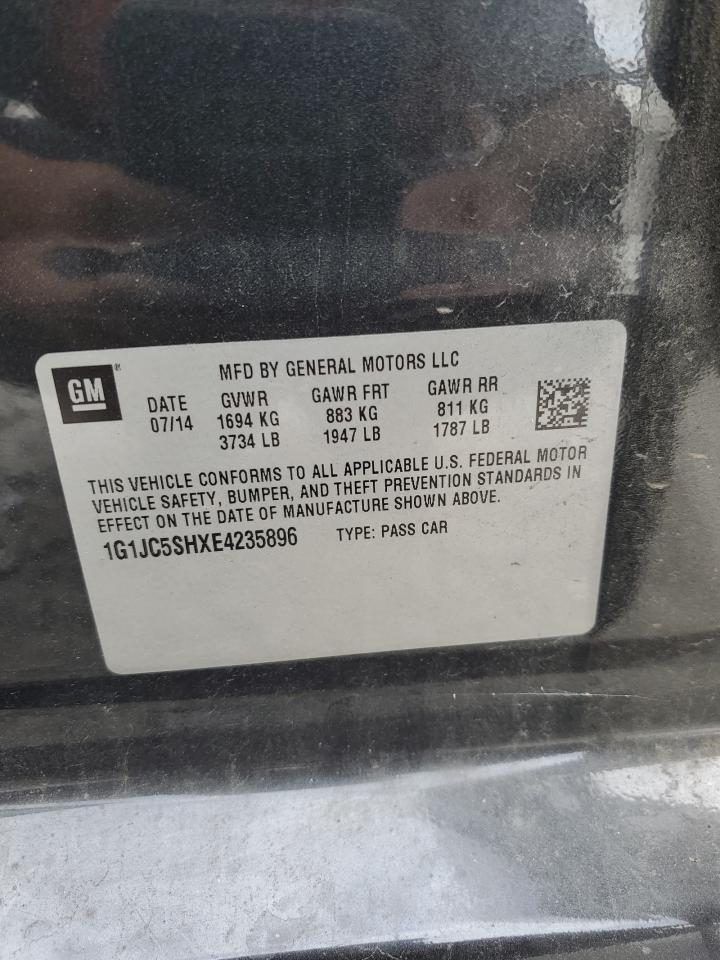 MFD BY GENERAL MOTORS LLC
GM®
DATE GVWR GAWR FRT GAWR RR
07/14 1694 KG 883 KG 811 KG
3734 LB 1947 LB 1787 LB
THIS VEHICLE CONFORMS TO ALL APPLICABLE U.S. FEDERAL MOTOR
VEHICLE SAFETY, BUMPER, AND THEFT PREVENTION STANDARDS IN
EFFECT ON THE DATE OF MANUFACTURE SHOWN ABOVE.
1G1JC5SHXE4235896 TYPE: PASS CAR